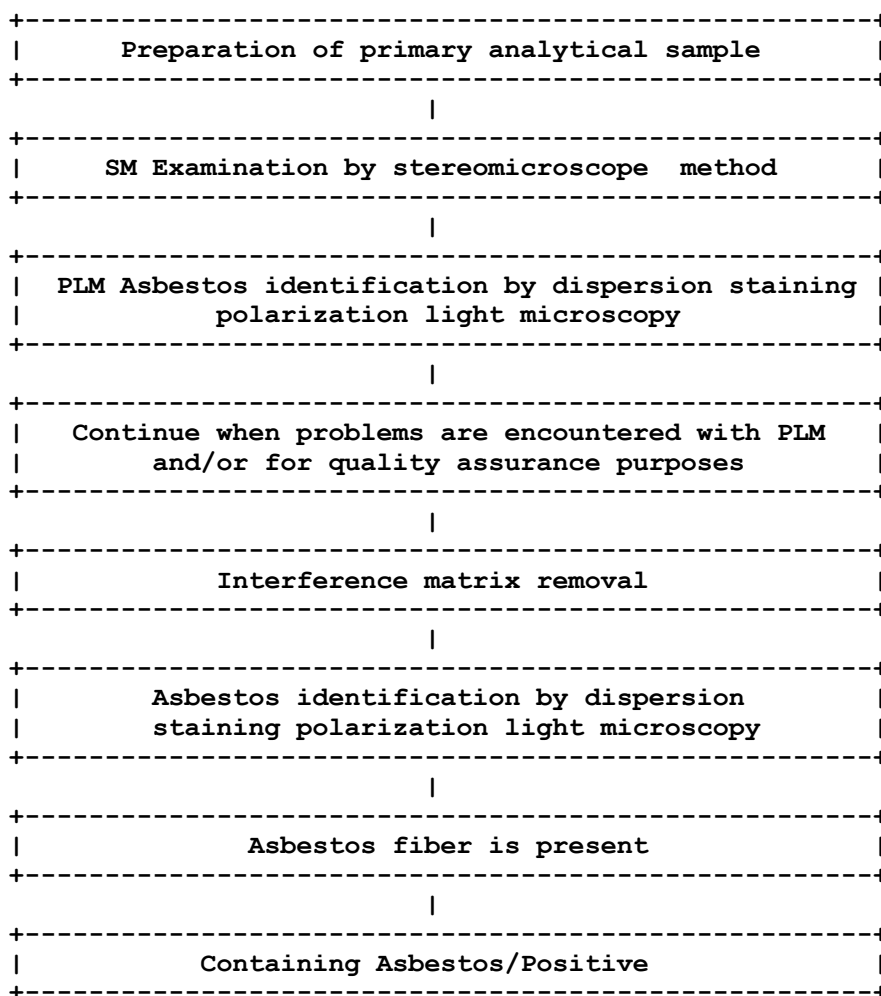 Preparation of primary analytical sample
SM Examination by stereomicroscope method
PLM Asbestos identification by dispersion staining
polarization light microscopy
Continue when problems are encountered with PLM
and/or for quality assurance purposes
Interference matrix removal
Asbestos identification by dispersion
staining polarization light microscopy
Asbestos fiber is present
Containing Asbestos/Positive